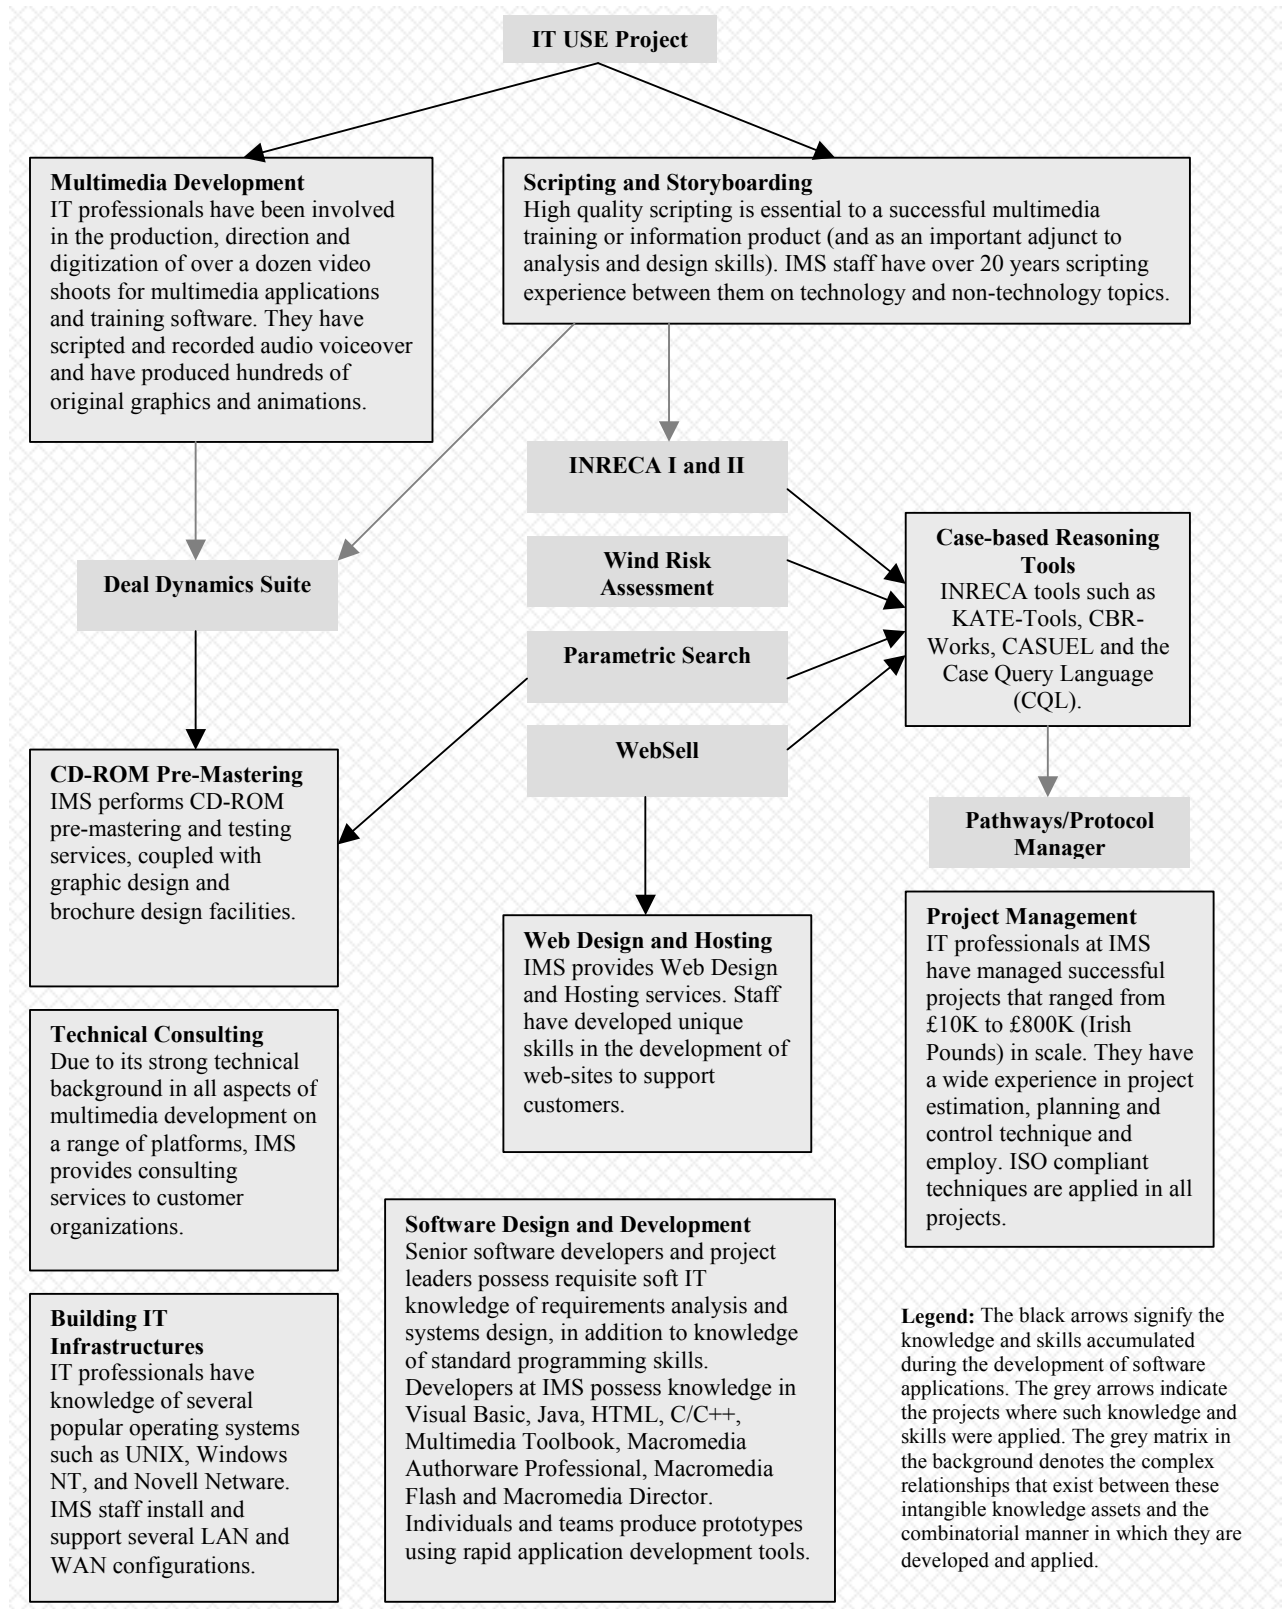 IT USE Project
Multimedia Development
IT professionals have been involved
in the production, direction and
digitization of over a dozen video
shoots for multimedia applications
and training software. They have
scripted and recorded audio voiceover
and have produced hundreds of
original graphics and animations.
Scripting and Storyboarding
High quality scripting is essential to a successful multimedia
training or information product (and as an important adjunct to
analysis and design skills). IMS staff have over 20 years scripting
experience between them on technology and non-technology topics.
INRECA I and II
Wind Risk
Assessment
Parametric Search
WebSell
Deal Dynamics Suite
Case-based Reasoning
Tools
INRECA tools such as
KATE-Tools, CBR-
Works, CASUEL and the
Case Query Language
(CQL).
Pathways/Protocol
Manager
CD-ROM Pre-Mastering
IMS performs CD-ROM
pre-mastering and testing
services, coupled with
graphic design and
brochure design facilities.
Web Design and Hosting
IMS provides Web Design
and Hosting services. Staff
have developed unique
skills in the development of
web-sites to support
customers.
Project Management
IT professionals at IMS
have managed successful
projects that ranged from
£10K to £800K (Irish
Pounds) in scale. They have
a wide experience in project
estimation, planning and
control technique and
employ. ISO compliant
techniques are applied in all
projects.
Technical Consulting
Due to its strong technical
background in all aspects of
multimedia development on
a range of platforms, IMS
provides consulting
services to customer
organizations.
Software Design and Development
Senior software developers and project
leaders possess requisite soft IT
knowledge of requirements analysis and
systems design, in addition to knowledge
of standard programming skills.
Developers at IMS possess knowledge in
Visual Basic, Java, HTML, C/C++,
Multimedia Toolbook, Macromedia
Authorware Professional, Macromedia
Flash and Macromedia Director.
Individuals and teams produce prototypes
using rapid application development tools.
Building IT
Infrastructures
IT professionals have
knowledge of several
popular operating systems
such as UNIX, Windows
NT, and Novell Netware.
IMS staff install and
support several LAN and
WAN configurations.
Legend: The black arrows signify the
knowledge and skills accumulated
during the development of software
applications. The grey arrows indicate
the projects where such knowledge and
skills were applied. The grey matrix in
the background denotes the complex
relationships that exist between these
intangible knowledge assets and the
combinatorial manner in which they are
developed and applied.